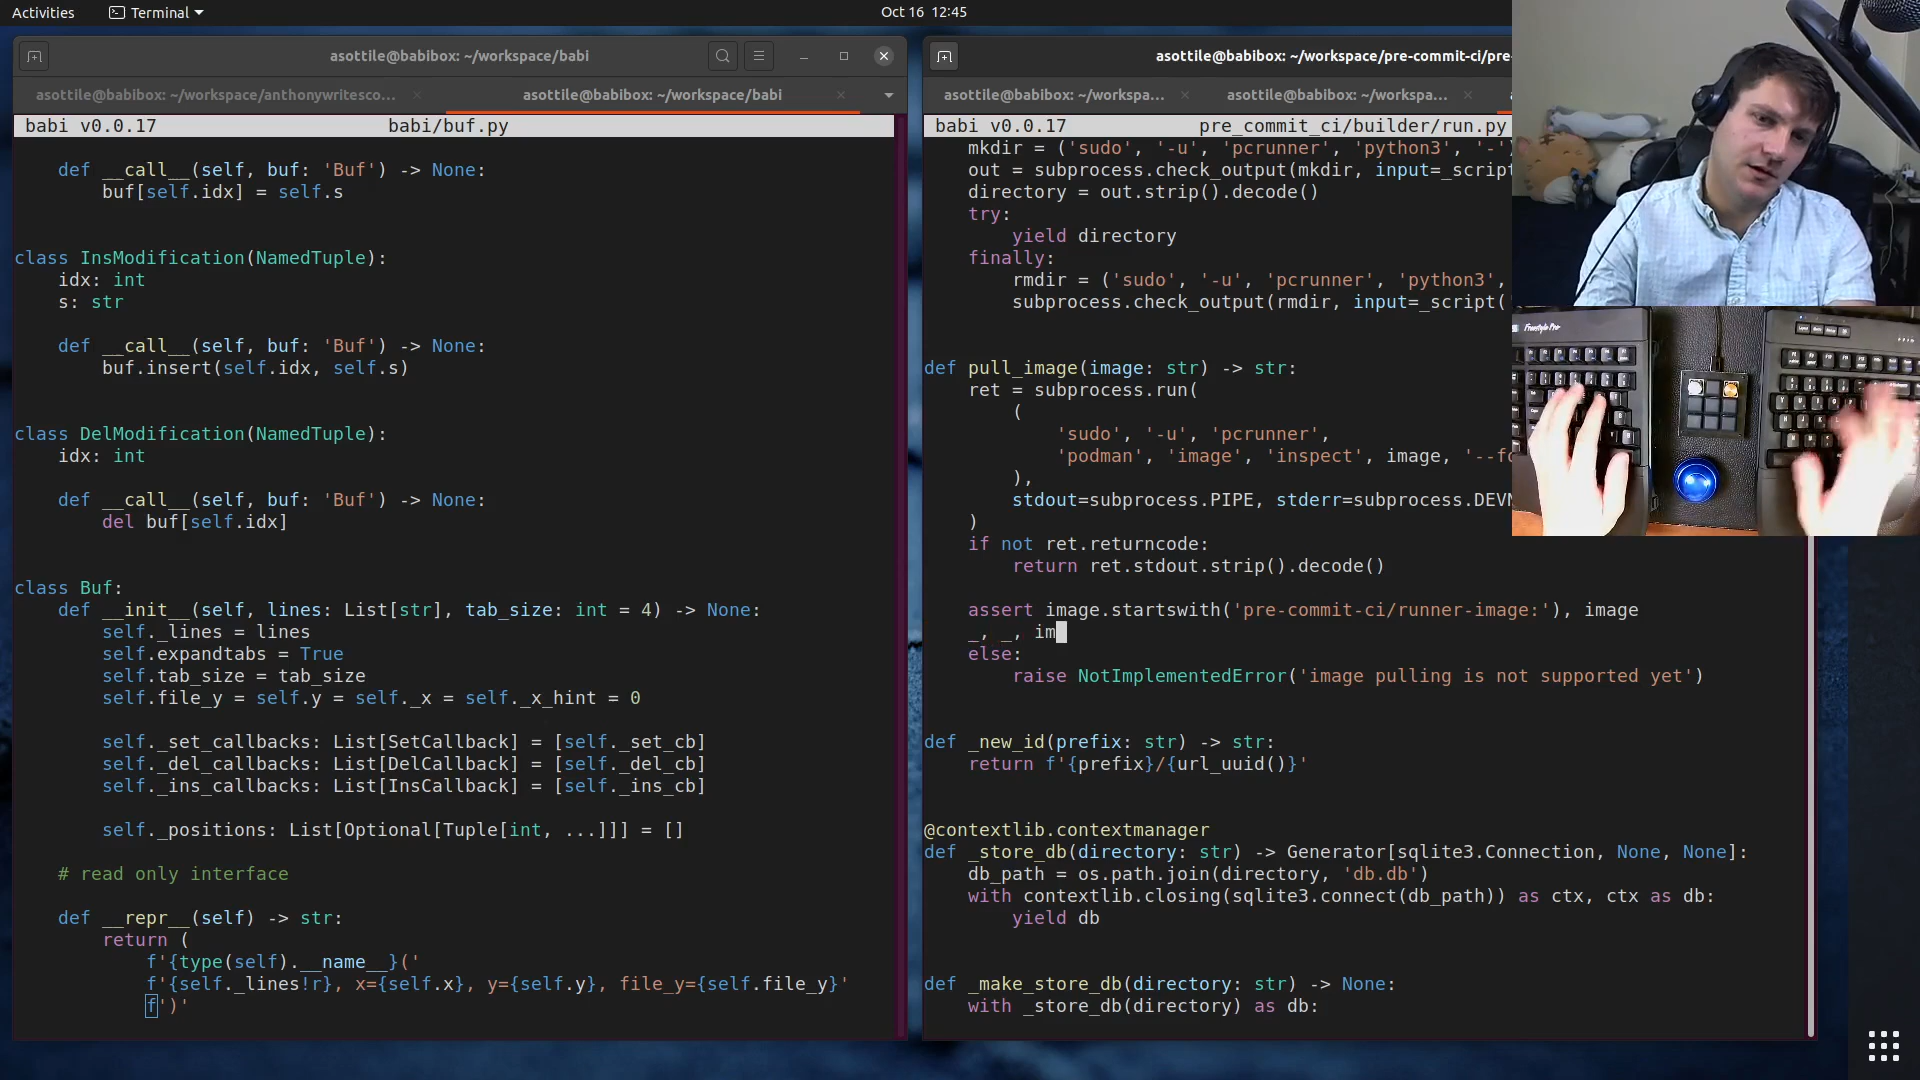 Activities
Terminal
Oct 16 12:45
asottile@babibox: ~/workspace/babi
asottile@babibox: ~/workspace/anthonywritesco...
asottile@babibox: ~/workspace/babi
babi v0.0.17
babi/buf.py
def __call__(self, buf: 'Buf') -> None:
buf[self.idx] = self.s
class InsModification(NamedTuple):
idx: int
s: str
def __call__(self, buf: 'Buf') -> None:
buf.insert(self.idx, self.s)
class DelModification(NamedTuple):
idx: int
def __call__(self, buf: 'Buf') -> None:
del buf[self.idx]
class Buf:
def __init__(self, lines: List[str], tab_size: int = 4) -> None:
self._lines = lines
self.expandtabs = True
self.tab_size = tab_size
self.file_y = self.y = self._x = self._x_hint = 0
self._set_callbacks: List[SetCallback] = [self._set_cb]
self._del_callbacks: List[DelCallback] = [self._del_cb]
self._ins_callbacks: List[InsCallback] = [self._ins_cb]
self._positions: List[Optional[Tuple[int, ...]]] = []
# read only interface
def __repr__(self) -> str:
return (
f'{type(self).__name__}('
f'{self._lines!r}, x={self.x}, y={self.y}, file_y={self.file_y}'
f')'
asottile@babibox: ~/workspace/pre-commit-ci/pre-
asottile@babibox: ~/workspa...
asottile@babibox: ~/workspa...
babi v0.0.17
pre_commit_ci/builder/run.py
mkdir = ('sudo', '-u', 'pcrunner', 'python3', '-')
out = subprocess.check_output(mkdir, input=_script
directory = out.strip().decode()
try:
yield directory
finally:
rmdir = ('sudo', '-u', 'pcrunner', 'python3',
subprocess.check_output(rmdir, input=_script('
def pull_image(image: str) -> str:
ret = subprocess.run(
(
'sudo', '-u', 'pcrunner',
'podman', 'image', 'inspect', image, '--fo
),
stdout=subprocess.PIPE, stderr=subprocess.DEVN
)
if not ret.returncode:
return ret.stdout.strip().decode()
assert image.startswith('pre-commit-ci/runner-image:'), image
_, _, im
else:
raise NotImplementedError('image pulling is not supported yet')
def _new_id(prefix: str) -> str:
return f'{prefix}/{url_uuid()}'
@contextlib.contextmanager
def _store_db(directory: str) -> Generator[sqlite3.Connection, None, None]:
db_path = os.path.join(directory, 'db.db')
with contextlib.closing(sqlite3.connect(db_path)) as ctx, ctx as db:
yield db
def _make_store_db(directory: str) -> None:
with _store_db(directory) as db:
Freestyle Pro